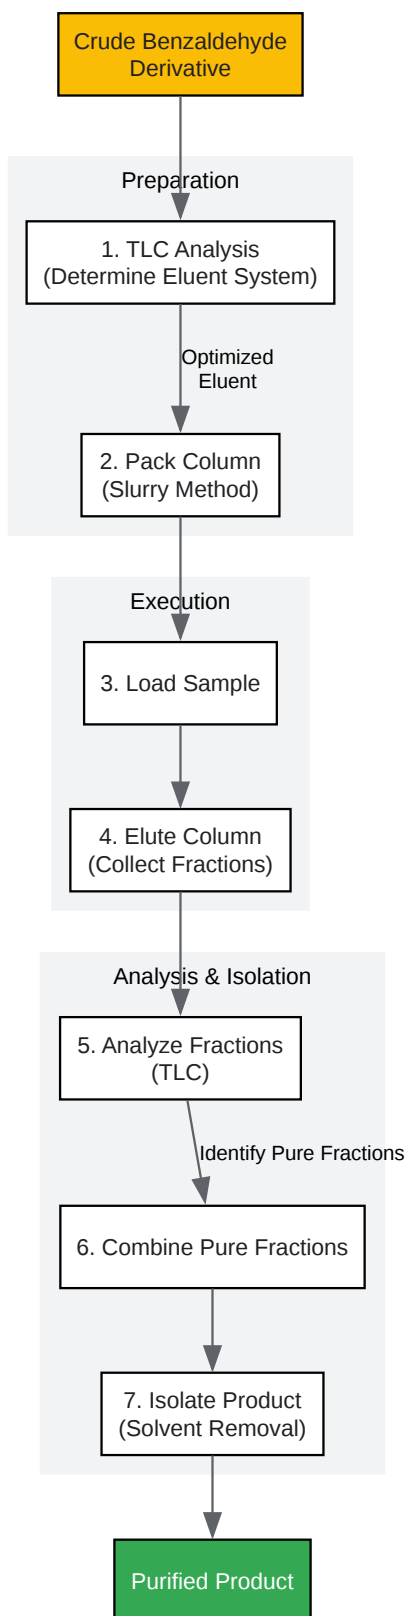 Crude Benzaldehyde
Derivative
Preparation
1. TLC Analysis
(Determine Eluent System)
Optimized
Eluent
2. Pack Column
(Slurry Method)
Execution
3. Load Sample
4. Elute Column
(Collect Fractions)
Analysis & Isolation
5. Analyze Fractions
(TLC)
Identify Pure Fractions
6. Combine Pure Fractions
7. Isolate Product
(Solvent Removal)
Purified Product